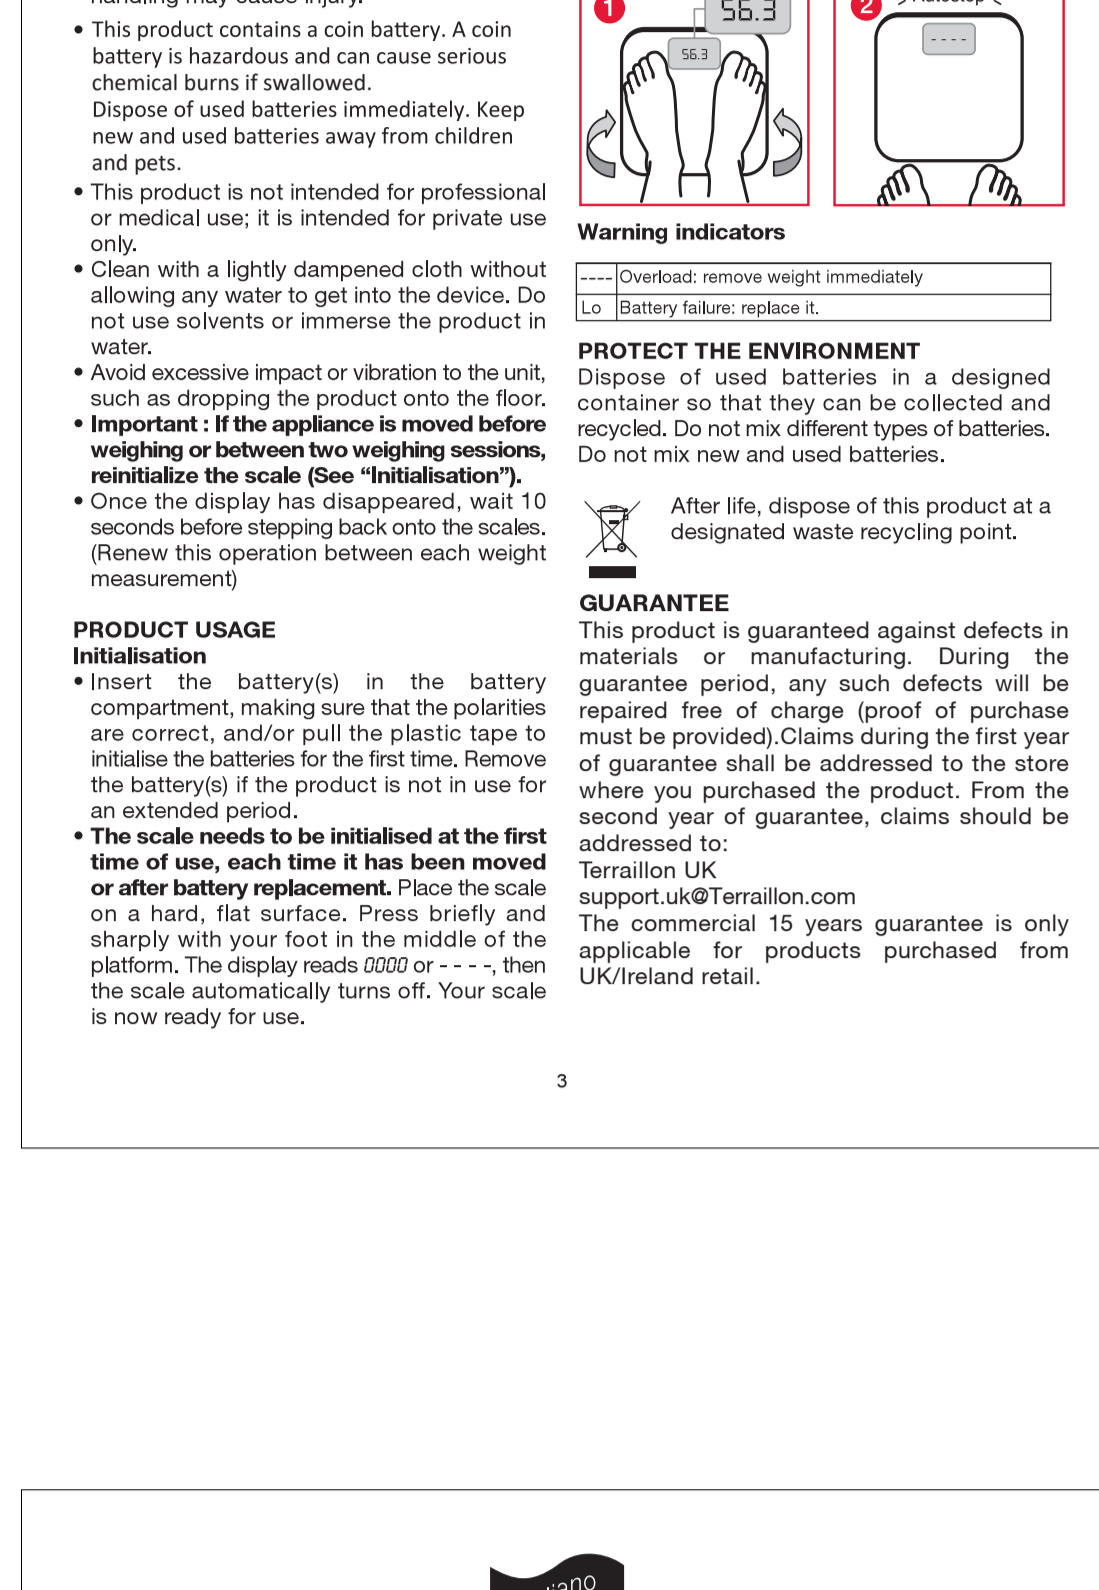 handling may cause injury.
• This product contains a coin battery. A coin
battery is hazardous and can cause serious
chemical burns if swallowed.
Dispose of used batteries immediately. Keep
new and used batteries away from children
and pets.
• This product is not intended for professional
or medical use; it is intended for private use
only.
• Clean with a lightly dampened cloth without
allowing any water to get into the device. Do
not use solvents or immerse the product in
water.
• Avoid excessive impact or vibration to the unit,
such as dropping the product onto the floor.
• Important : If the appliance is moved before
weighing or between two weighing sessions,
reinitialize the scale (See “Initialisation”).
• Once the display has disappeared, wait 10
seconds before stepping back onto the scales.
(Renew this operation between each weight
measurement)
PRODUCT USAGE
Initialisation
• Insert the battery(s) in the battery
compartment, making sure that the polarities
are correct, and/or pull the plastic tape to
initialise the batteries for the first time. Remove
the battery(s) if the product is not in use for
an extended period.
• The scale needs to be initialised at the first
time of use, each time it has been moved
or after battery replacement. Place the scale
on a hard, flat surface. Press briefly and
sharply with your foot in the middle of the
platform. The display reads 0000 or - - - -, then
the scale automatically turns off. Your scale
is now ready for use.
1
56.3
56.3
2
Autostop
- - - -
Warning indicators
---- Overload: remove weight immediately
Lo Battery failure: replace it.
PROTECT THE ENVIRONMENT
Dispose of used batteries in a designed
container so that they can be collected and
recycled. Do not mix different types of batteries.
Do not mix new and used batteries.
After life, dispose of this product at a
designated waste recycling point.
GUARANTEE
This product is guaranteed against defects in
materials or manufacturing. During the
guarantee period, any such defects will be
repaired free of charge (proof of purchase
must be provided).Claims during the first year
of guarantee shall be addressed to the store
where you purchased the product. From the
second year of guarantee, claims should be
addressed to:
Terraillon UK
support.uk@Terraillon.com
The commercial 15 years guarantee is only
applicable for products purchased from
UK/Ireland retail.
3